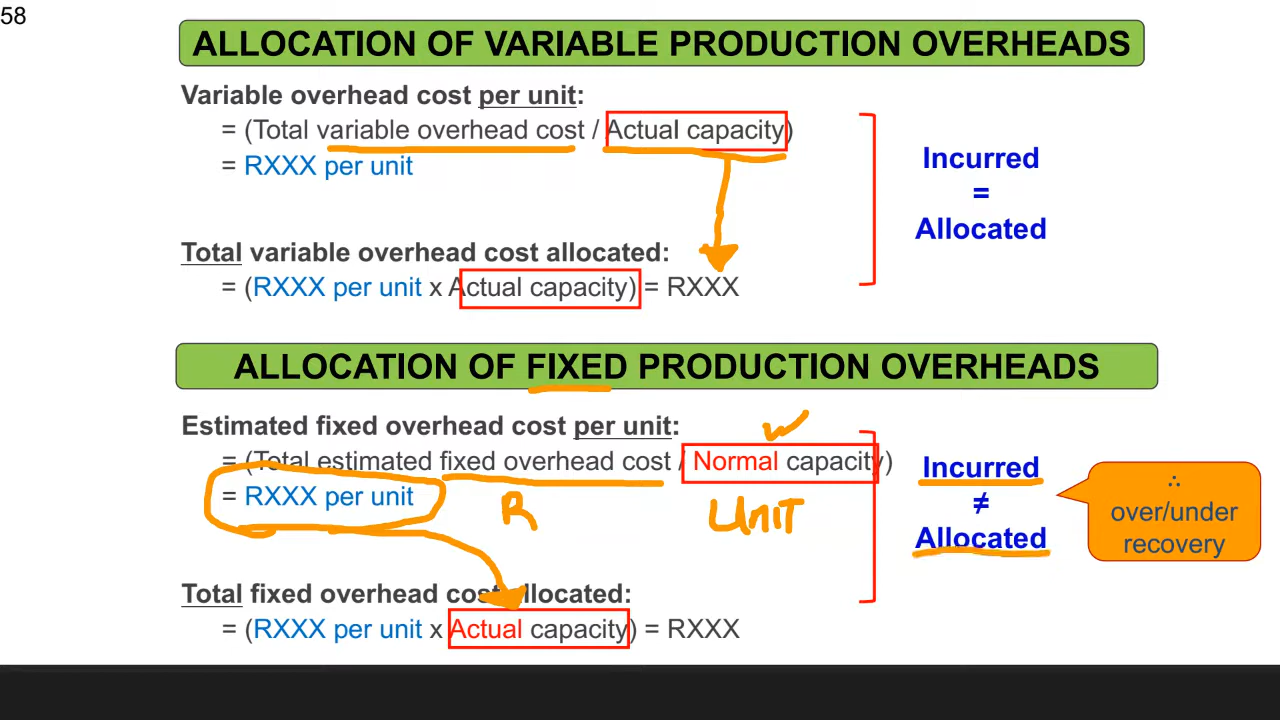 58
ALLOCATION OF VARIABLE PRODUCTION OVERHEADS
Variable overhead cost per unit:
= (Total variable overhead cost / Actual capacity)
= RXXX per unit
Total variable overhead cost allocated:
= (RXXX per unit x Actual capacity) = RXXX
Incurred
=
Allocated
ALLOCATION OF FIXED PRODUCTION OVERHEADS
Estimated fixed overhead cost per unit:
= (Total estimated fixed overhead cost / Normal capacity)
= RXXX per unit
R
UNIT
Total fixed overhead cost allocated:
= (RXXX per unit x Actual capacity) = RXXX
Incurred
≠
Allocated
∴
over/under
recovery